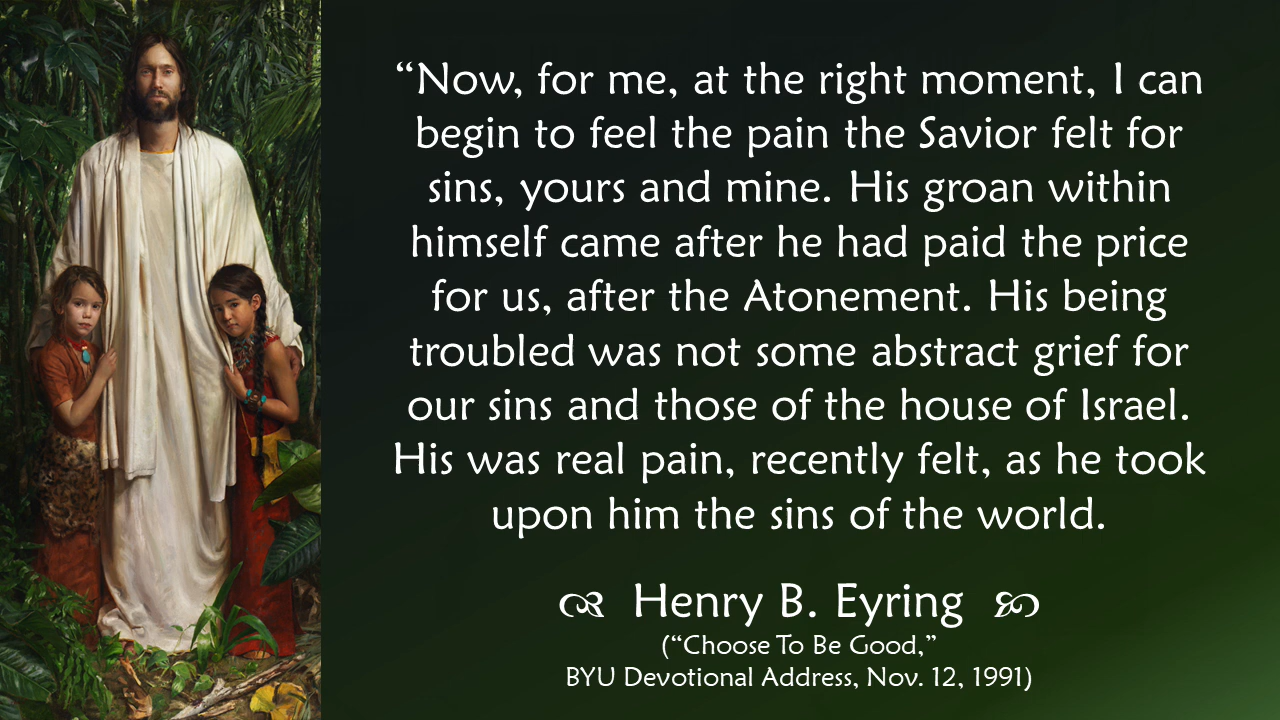 “Now, for me, at the right moment, I can
begin to feel the pain the Savior felt for
sins, yours and mine. His groan within
himself came after he had paid the price
for us, after the Atonement. His being
troubled was not some abstract grief for
our sins and those of the house of Israel.
His was real pain, recently felt, as he took
upon him the sins of the world.
Henry B. Eyring
(“Choose To Be Good,”
BYU Devotional Address, Nov. 12, 1991)